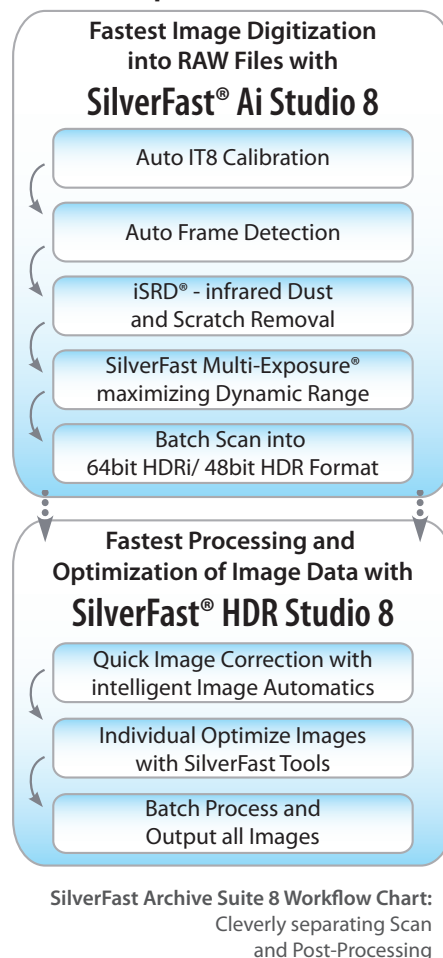 Fastest Image Digitization
into RAW Files with
SilverFast® Ai Studio 8
Auto IT8 Calibration
Auto Frame Detection
iSRD® - infrared Dust
and Scratch Removal
SilverFast Multi-Exposure®
maximizing Dynamic Range
Batch Scan into
64bit HDRi/ 48bit HDR Format
Fastest Processing and
Optimization of Image Data with
SilverFast® HDR Studio 8
Quick Image Correction with
intelligent Image Automatics
Individual Optimize Images
with SilverFast Tools
Batch Process and
Output all Images
SilverFast Archive Suite 8 Workflow Chart:
Cleverly separating Scan
and Post-Processing